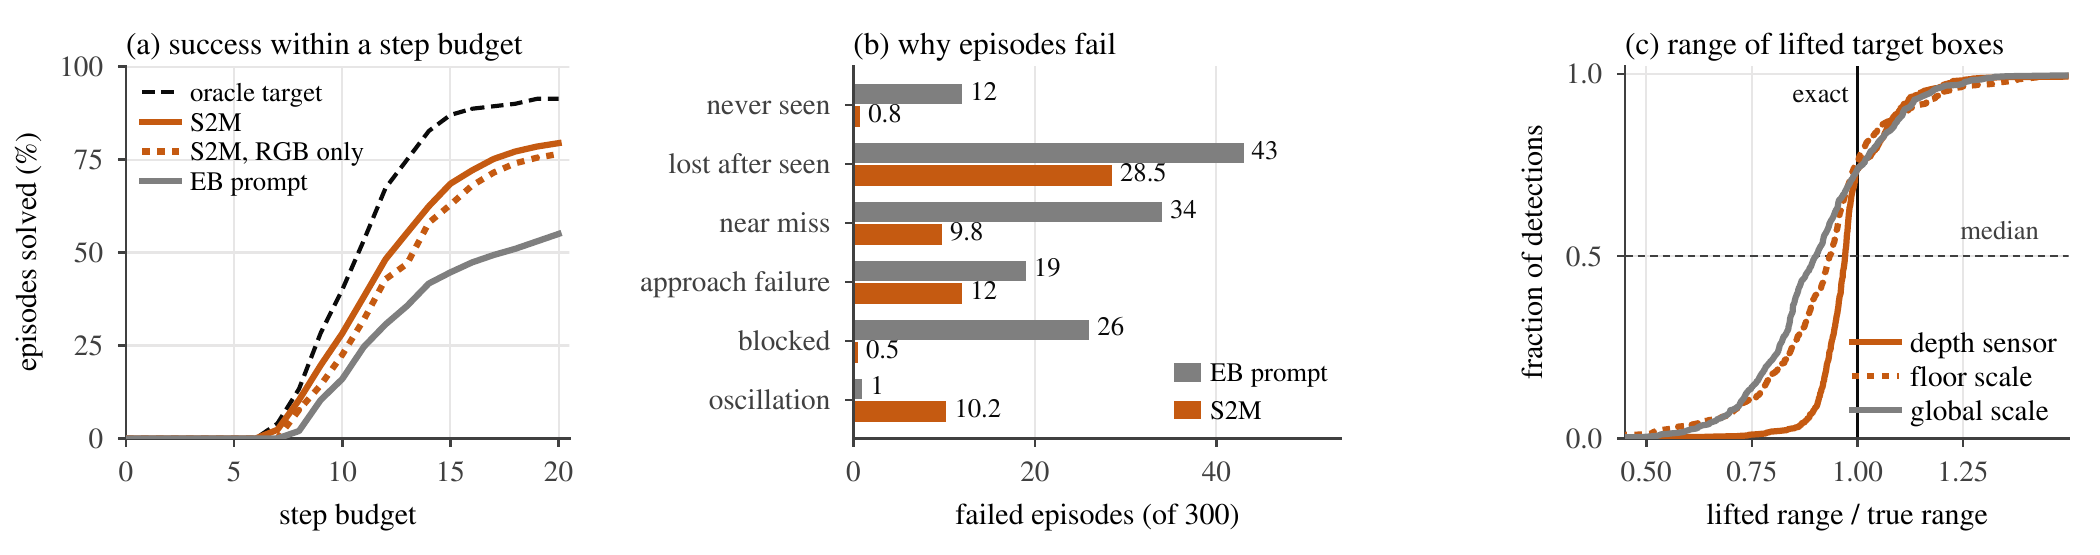 (a) success within a step budget
100
75
50
25
0
episodes solved (%)
oracle target
S2M
S2M, RGB only
EB prompt
0 5 10 15 20
step budget
(b) why episodes fail
never seen
12
0.8
lost after seen
43
28.5
near miss
34
9.8
approach failure
19
12
blocked
26
0.5
oscillation
1
10.2
EB prompt
S2M
0 20 40
failed episodes (of 300)
(c) range of lifted target boxes
1.0
0.5
0.0
fraction of detections
exact
median
depth sensor
floor scale
global scale
0.50 0.75 1.00 1.25
lifted range / true range